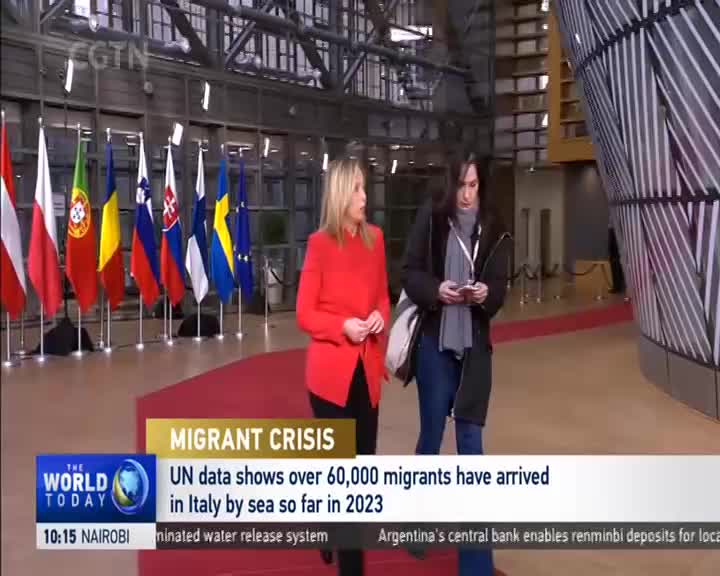 CGTN
MIGRANT CRISIS
THE
WORLD
TODAY
UN data shows over 60,000 migrants have arrived
in Italy by sea so far in 2023
10:15 NAIROBI
minated water release system Argentina's central bank enables renminbi deposits for loca